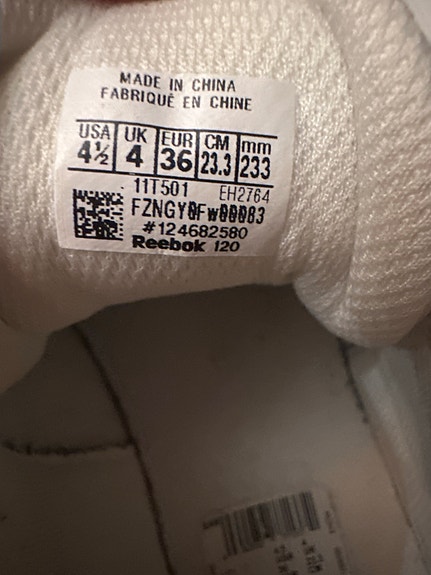 MADE IN CHINA
FABRIQUÉ EN CHINE
USA UK EUR CM mm
4½ 4 36 23.3 233
11T501 EH2764
#124682580
Reebok 120